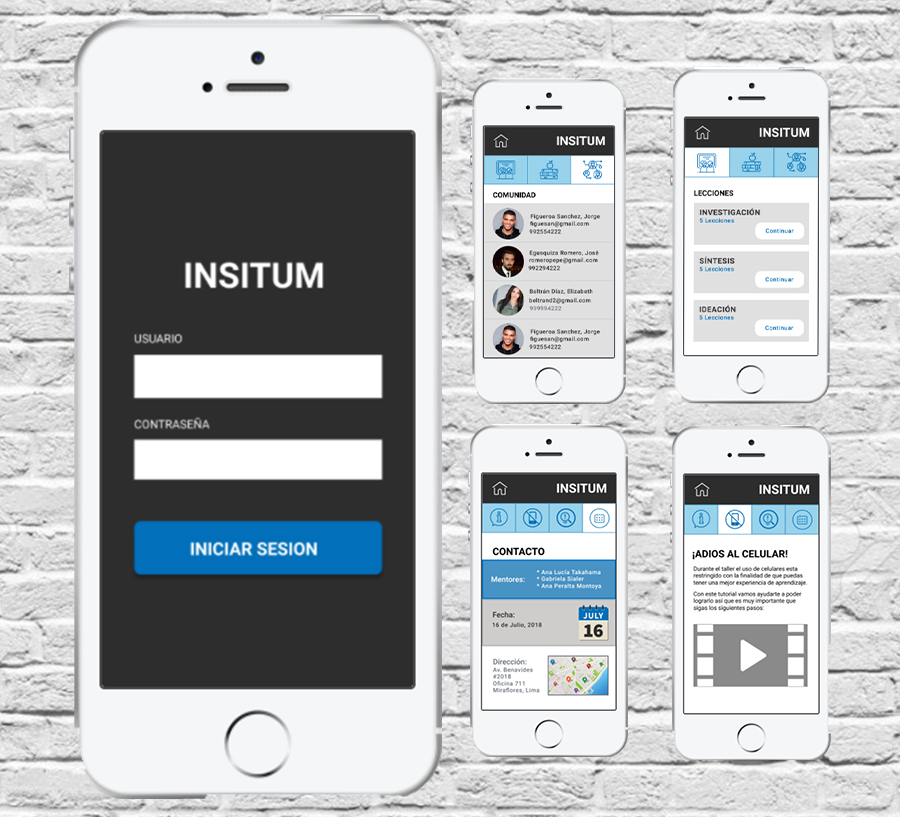 INSITUM
USUARIO
CONTRASEÑA
INICIAR SESION
INSITUM
COMUNIDAD
Figueroa Sanchez, Jorge
figuesan@gmail.com
992554222
Egasquiza Romero, José
romeropepe@gmail.com
992294222
Beltrán Díaz, Elizabeth
beltrand2@gmail.com
999994222
Figueroa Sanchez, Jorge
figuesan@gmail.com
992554222
INSITUM
LECCIONES
INVESTIGACIÓN
5 Lecciones
Continuar
SÍNTESIS
5 Lecciones
Continuar
IDEACIÓN
5 Lecciones
Continuar
INSITUM
CONTACTO
Mentores:
* Ana Lucía Takahama
* Gabriela Sialer
* Ana Peralta Montoya
Fecha:
16 de Julio, 2018
JULY
16
Dirección:
Av. Benavides
#2018
Oficina 711
Miraflores, Lima
INSITUM
¡ADIOS AL CELULAR!
Durante el taller el uso de celulares esta
restringido con la finalidad de que puedas
tener una mejor experiencia de aprendizaje.
Con este tutorial vamos ayudarte a poder
lograrlo así que es muy importante que
sigas los siguientes pasos: